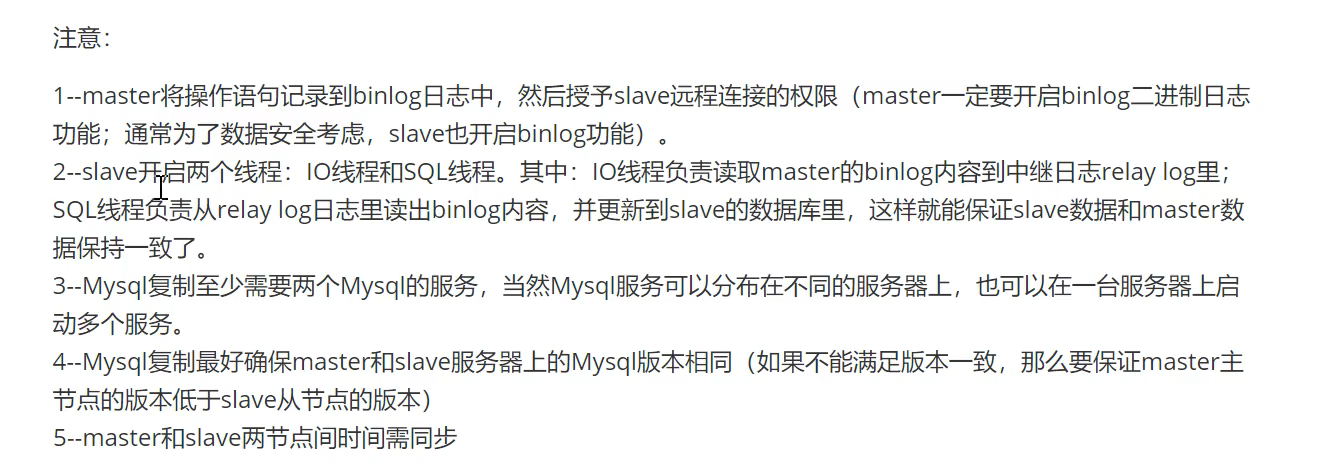 注意：
1--master将操作语句记录到binlog日志中，然后授予slave远程连接的权限（master一定要开启binlog二进制日志
功能；通常为了数据安全考虑，slave也开启binlog功能）。
2--slave开启两个线程：IO线程和SQL线程。其中：IO线程负责读取master的binlog内容到中继日志relay log里；
SQL线程负责从relay log日志里读出binlog内容，并更新到slave的数据库里，这样就能保证slave数据和master数
据保持一致了。
3--Mysql复制至少需要两个Mysql的服务，当然Mysql服务可以分布在不同的服务器上，也可以在一台服务器上启
动多个服务。
4--Mysql复制最好确保master和slave服务器上的Mysql版本相同（如果不能满足版本一致，那么要保证master主
节点的版本低于slave从节点的版本）
5--master和slave两节点间时间需同步